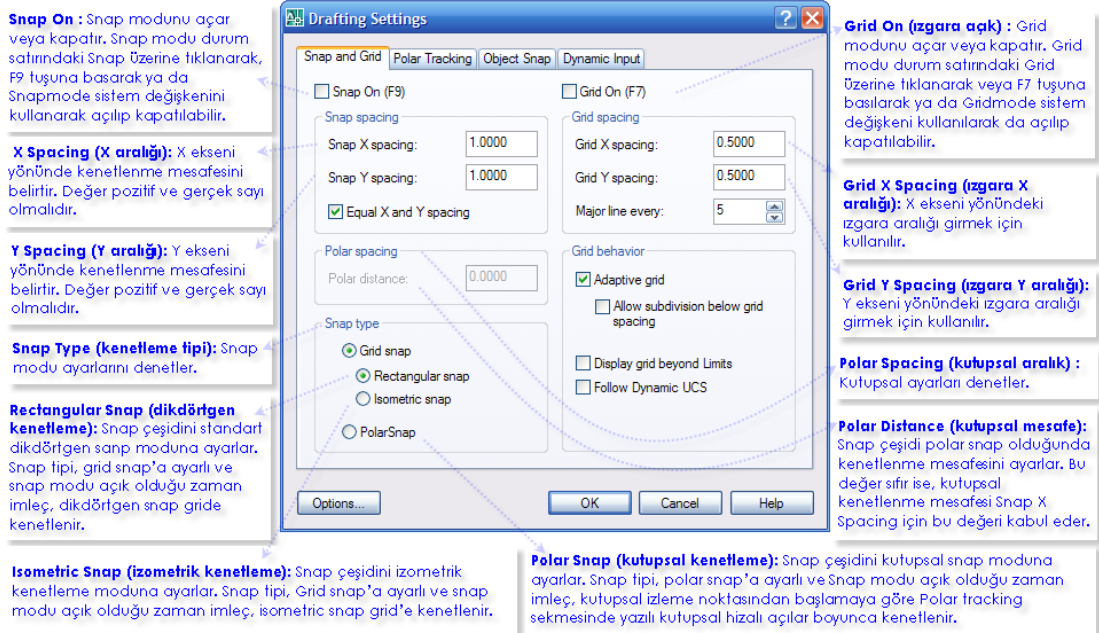 Snap On : Snap modunu açar
veya kapatır. Snap modu durum
satırındaki Snap üzerine tıklanarak,
F9 tuşuna basarak ya da
Snapmode sistem değişkenini
kullanarak açılıp kapatılabilir.
X Spacing (X aralığı): X ekseni
yönünde kenetlenme mesafesini
belirtir. Değer pozitif ve gerçek sayı
olmalıdır.
Y Spacing (Y aralığı): Y ekseni
yönünde kenetlenme mesafesini
belirtir. Değer pozitif ve gerçek sayı
olmalıdır.
Snap Type (kenetleme tipi): Snap
modu ayarlarını denetler.
Rectangular Snap (dikdörtgen
kenetleme): Snap çeşidini standart
dikdörtgen sanp moduna ayarlar.
Snap tipi, grid snap'a ayarlı ve
snap modu açık olduğu zaman
imleç, dikdörtgen snap gride
kenetlenir.
Drafting Settings
Snap and Grid
Polar Tracking
Object Snap
Dynamic Input
Snap On (F9)
Snap spacing
Snap X spacing:
1.0000
Snap Y spacing:
1.0000
Equal X and Y spacing
Polar spacing
Polar distance:
0.0000
Snap type
Grid snap
Rectangular snap
Isometric snap
PolarSnap
Grid On (F7)
Grid spacing
Grid X spacing:
0.5000
Grid Y spacing:
0.5000
Major line every:
5
Grid behavior
Adaptive grid
Allow subdivision below grid
spacing
Display grid beyond Limits
Follow Dynamic UCS
Options...
OK
Cancel
Help
Grid On (ızgara açık) : Grid
modunu açar veya kapatır. Grid
modu durum satırındaki Grid
üzerine tıklanarak veya F7 tuşuna
basılarak ya da Gridmode sistem
değişkeni kullanılarak da açılıp
kapatılabilir.
Grid X Spacing (ızgara X
aralığı): X ekseni yönündeki
ızgara aralığı girmek için
kullanılır.
Grid Y Spacing (ızgara Y aralığı):
Y ekseni yönündeki ızgara aralığı
girmek için kullanılır.
Polar Spacing (kutupsal aralık) :
Kutupsal ayarları denetler.
Polar Distance (kutupsal mesafe):
Snap çeşidi polar snap olduğunda
kenetlenme mesafesini ayarlar. Bu
değer sıfır ise, kutupsal
kenetlenme mesafesi Snap X
Spacing için bu değeri kabul eder.
Isometric Snap (izometrik kenetleme): Snap çeşidini izometrik
kenetleme moduna ayarlar. Snap tipi, Grid snap'a ayarlı ve snap
modu açık olduğu zaman imleç, isometric snap grid'e kenetlenir.
Polar Snap (kutupsal kenetleme): Snap çeşidini kutupsal snap moduna
ayarlar. Snap tipi, polar snap'a ayarlı ve Snap modu açık olduğu zaman
imleç, kutupsal izleme noktasından başlamaya göre Polar tracking
sekmesinde yazılı kutupsal hizalı açılar boyunca kenetlenir.